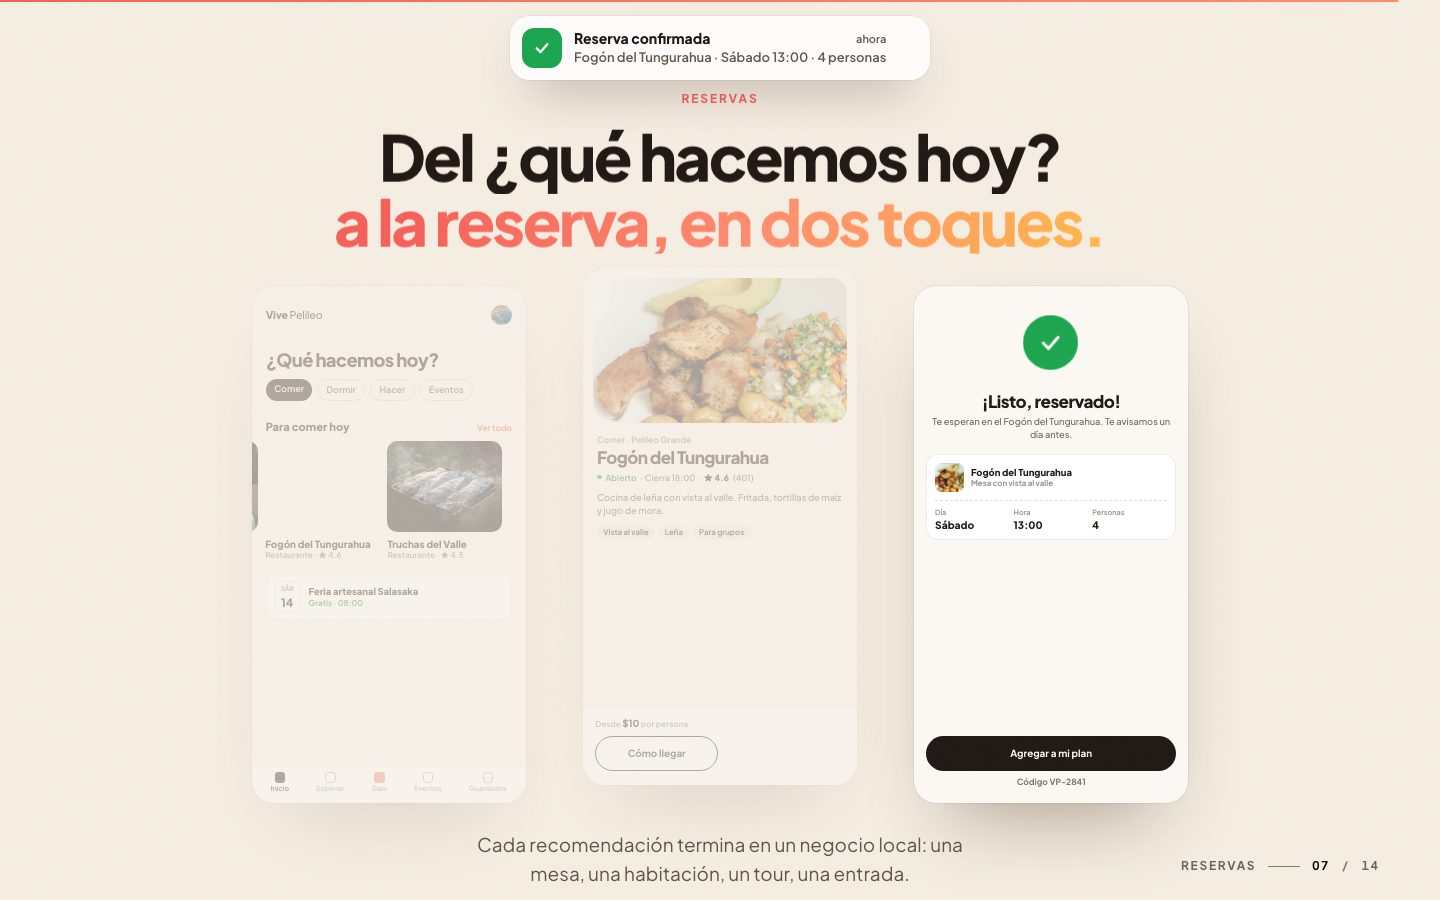 Reserva confirmada
ahora
Fogón del Tungurahua · Sábado 13:00 · 4 personas
RESERVAS
Del ¿qué hacemos hoy?
a la reserva, en dos toques.
Vive Pelileo
¿Qué hacemos hoy?
Comer
Dormir
Hacer
Eventos
Para comer hoy
Ver todo
Fogón del Tungurahua
Restaurante · ★ 4.6
Truchas del Valle
Restaurante · ★ 4.5
SÁB
14
Feria artesanal Salasaka
Gratis · 08:00
Inicio
Explorar
Gaia
Eventos
Guardados
Comer · Pelileo Grande
Fogón del Tungurahua
Abierto · Cierra 18:00 · ★ 4.6 (401)
Cocina de leña con vista al valle. Fritada, tortillas de maíz
y jugo de mora.
Vista al valle
Leña
Para grupos
Desde $10 por persona
Cómo llegar
¡Listo, reservado!
Te esperan en el Fogón del Tungurahua. Te avisamos un
día antes.
Fogón del Tungurahua
Mesa con vista al valle
Día
Hora
Personas
Sábado
13:00
4
Agregar a mi plan
Código VP-2841
Cada recomendación termina en un negocio local: una
mesa, una habitación, un tour, una entrada.
RESERVAS
07 / 14